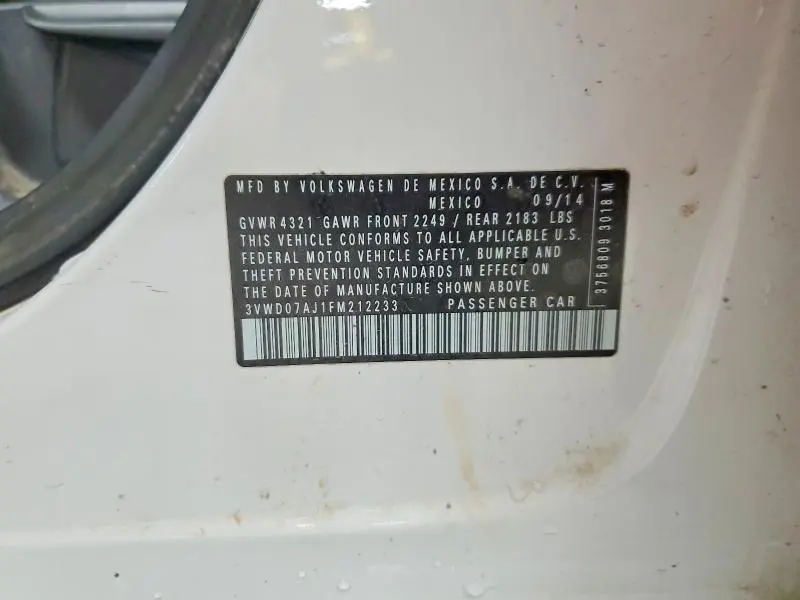 MFD BY VOLKSWAGEN DE MEXICO S.A. DE C.V.
MEXICO 09/14
GVWR 4321 GAWR FRONT 2249 / REAR 2183 LBS
THIS VEHICLE CONFORMS TO ALL APPLICABLE U.S.
FEDERAL MOTOR VEHICLE SAFETY, BUMPER AND
THEFT PREVENTION STANDARDS IN EFFECT ON
THE DATE OF MANUFACTURE SHOWN ABOVE.
3VWD07AJ1FM212233 PASSENGER CAR
3756809 3018 M